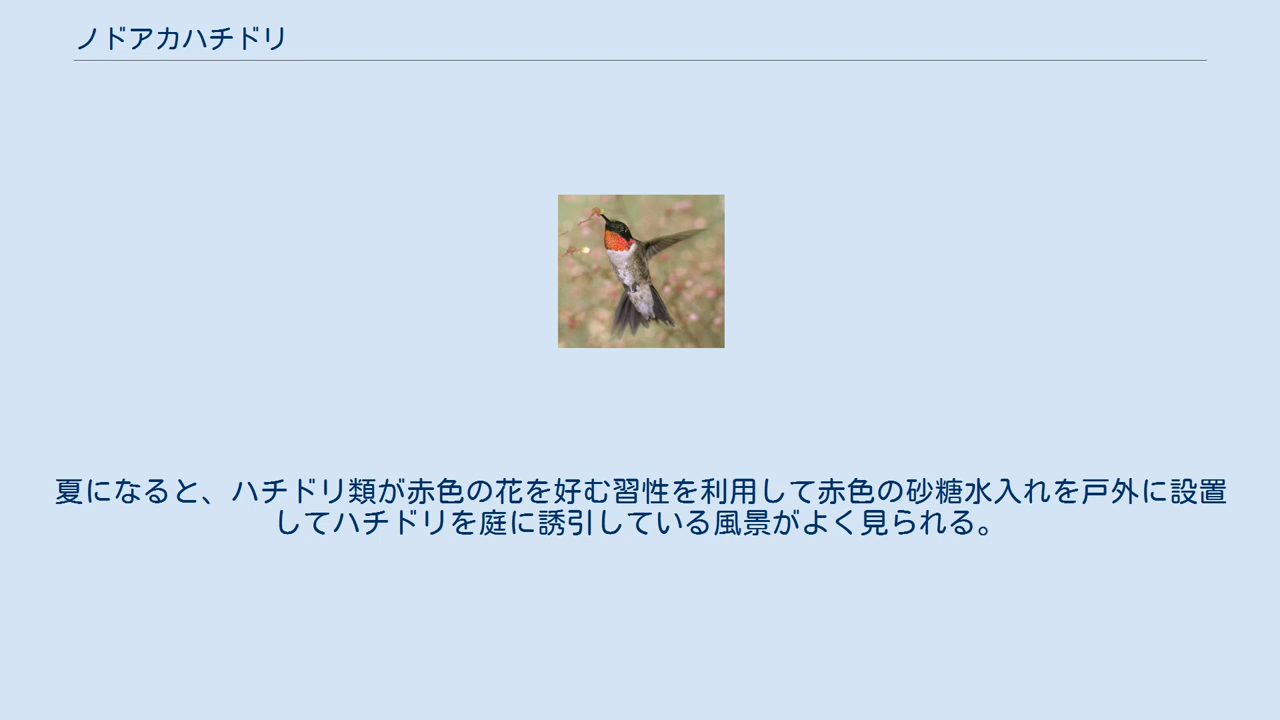 ノドアカハチドリ
夏になると、ハチドリ類が赤色の花を好む習性を利用して赤色の砂糖水入れを戸外に設置
してハチドリを庭に誘引している風景がよく見られる。